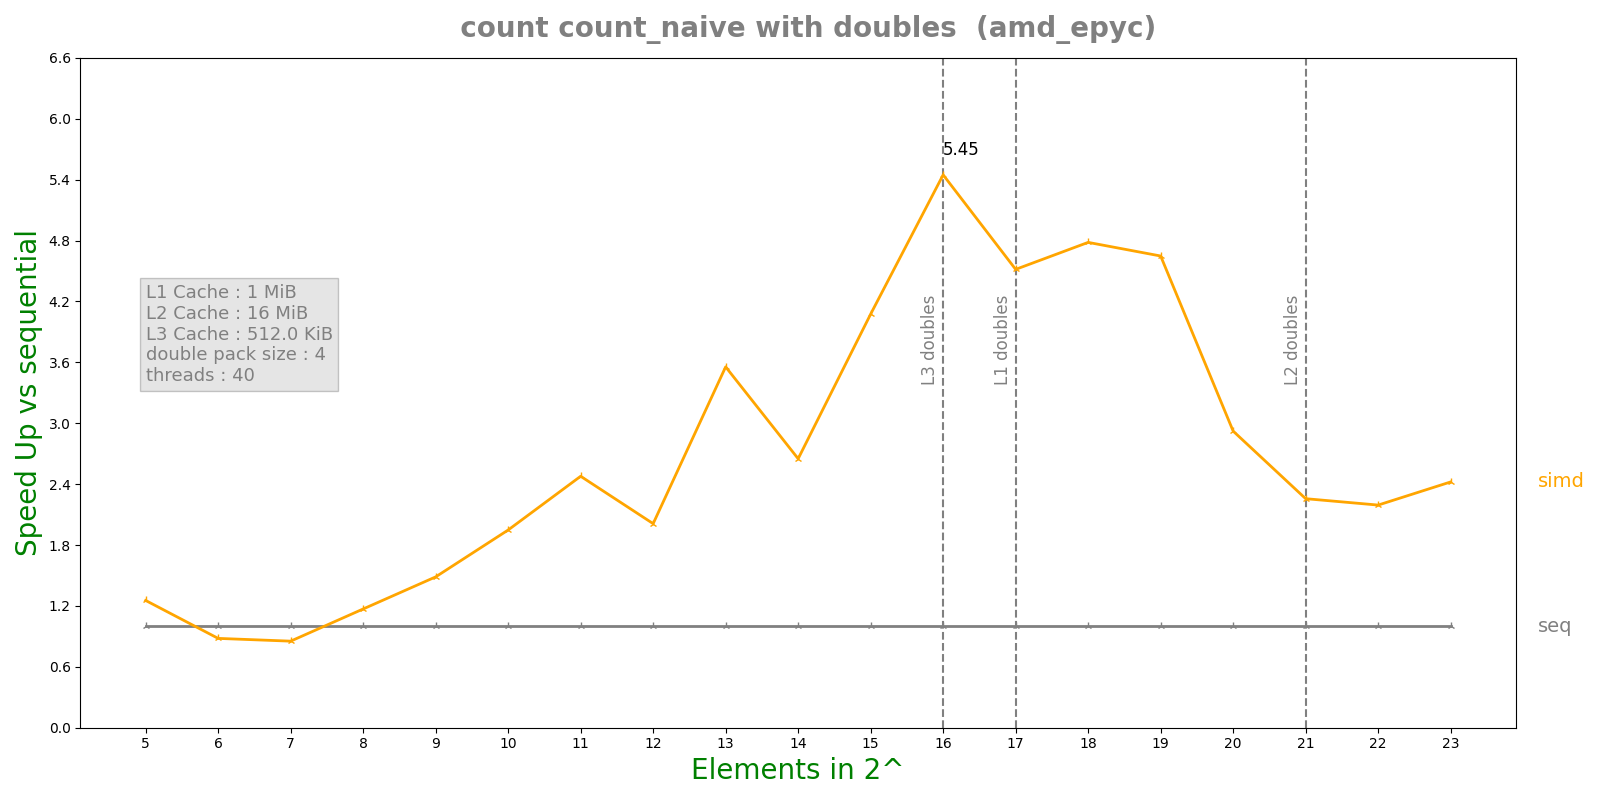 count count_naive with doubles  (amd_epyc)
Speed Up vs sequential
6.6
6.0
5.4
4.8
4.2
3.6
3.0
2.4
1.8
1.2
0.6
0.0
5.45
L1 Cache : 1 MiB
L2 Cache : 16 MiB
L3 Cache : 512.0 KiB
double pack size : 4
threads : 40
L3 doubles
L1 doubles
L2 doubles
simd
seq
5 6 7 8 9 10 11 12 13 14 15 16 17 18 19 20 21 22 23
Elements in 2^